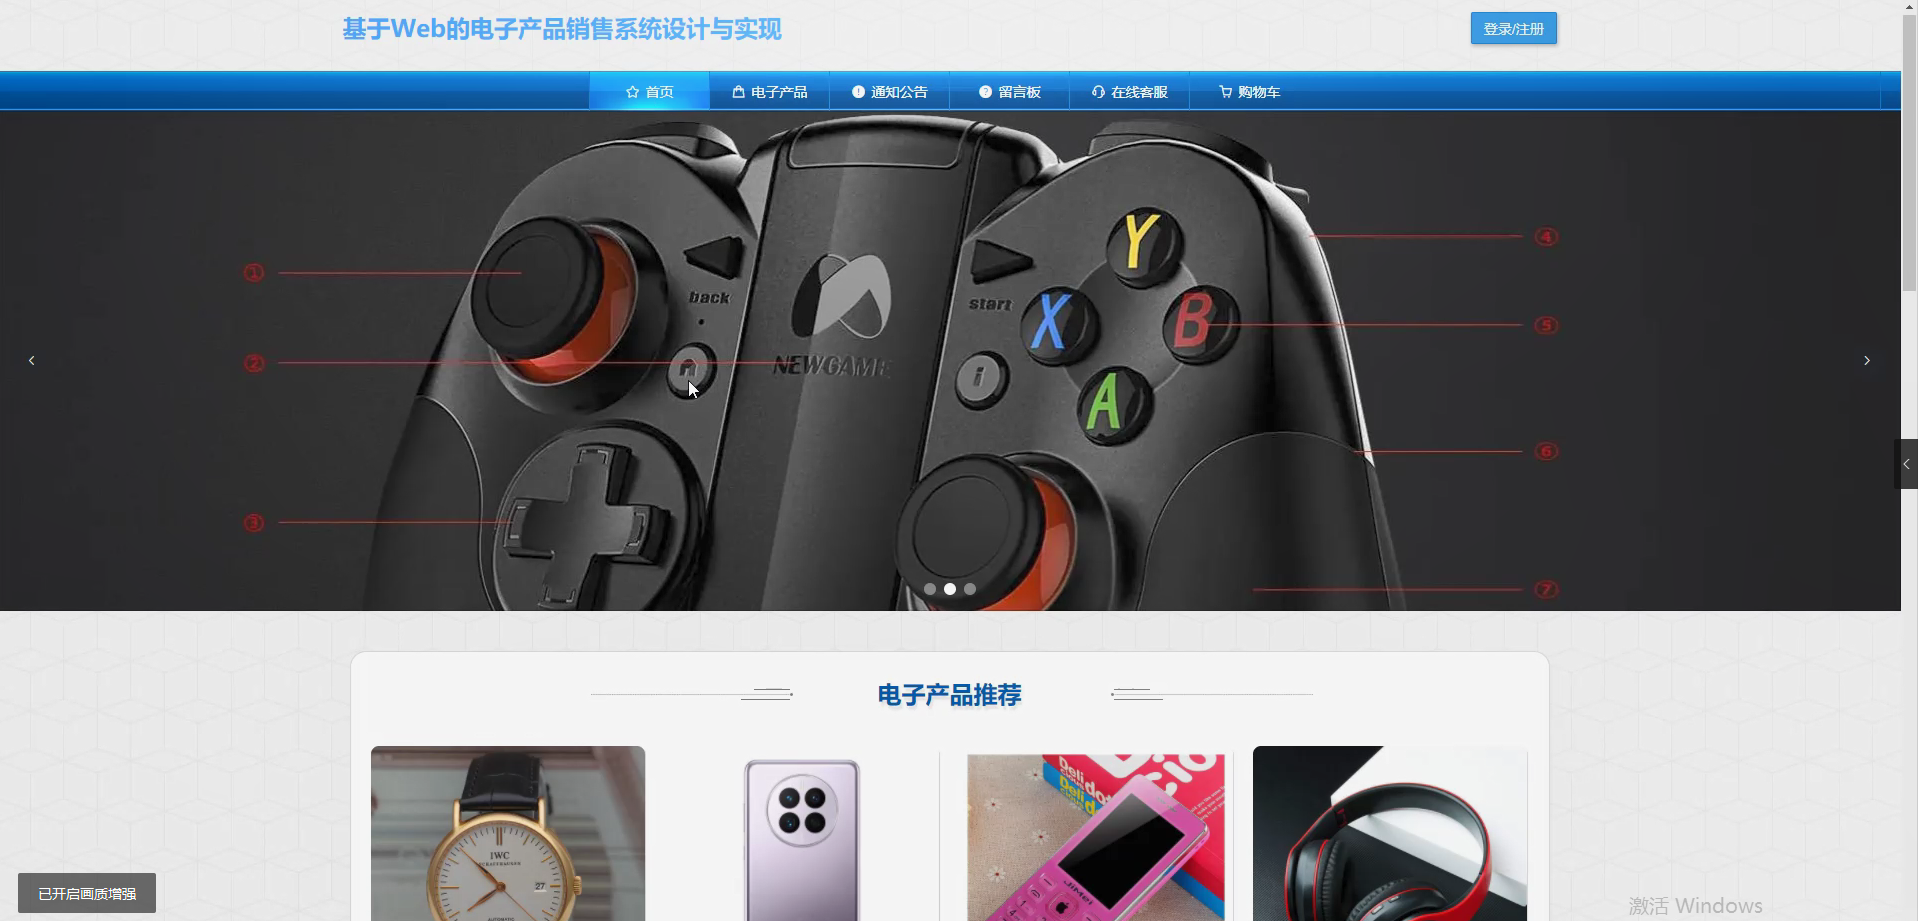 基于Web的电子产品销售系统设计与实现
登录/注册
首页
电子产品
通知公告
留言板
在线客服
购物车
①
②
③
④
⑤
⑥
⑦
back
start
Y
X
B
A
NEWGAME
电子产品推荐
IWC
SCHAFFHAUSEN
27
AUTOMATIC
已开启画质增强
激活 Windows